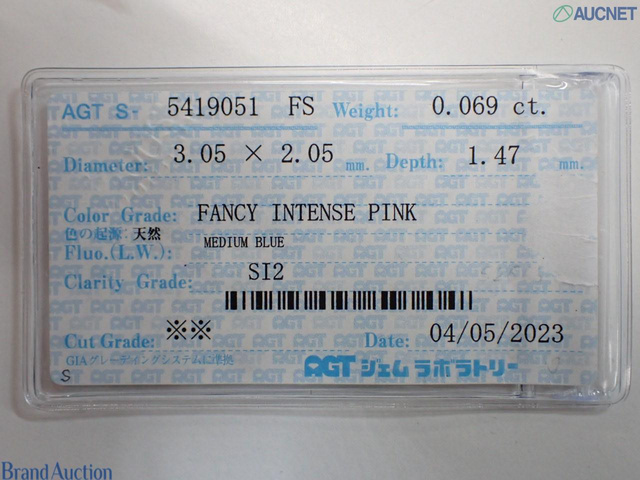 AUCNET
AGT S- 5419051 FS Weight: 0.069 ct.
Diameter: 3.05 × 2.05 mm. Depth: 1.47 mm.
Color Grade: FANCY INTENSE PINK
色の起源: 天然
Fluo.(L.W.): MEDIUM BLUE
Clarity Grade: SI2
Cut Grade: ※※ Date: 04/05/2023
GIAグレーディングシステムに準拠
AGT ジェムラボラトリー
S
Brand Auction